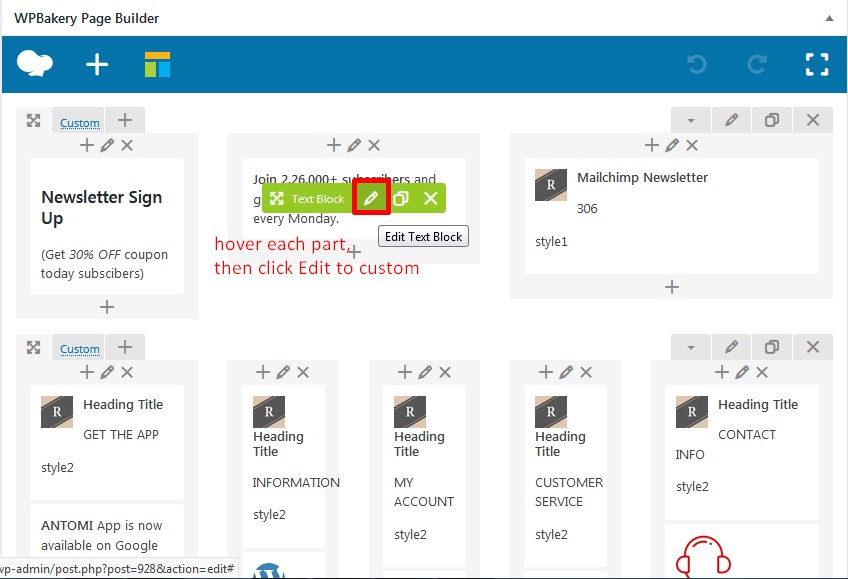 WPBakery Page Builder
Custom
Newsletter Sign
Up
(Get 30% OFF coupon
today subscibers)
Join 2.26.000+ subscribers and
g
every Monday.
Text Block
Edit Text Block
hover each part,
then click Edit to custom
R
Mailchimp Newsletter
306
style1
Custom
R
Heading Title
GET THE APP
style2
ANTOMI App is now
available on Google
R
Heading
Title
INFORMATION
style2
R
Heading
Title
MY
ACCOUNT
style2
R
Heading
Title
CUSTOMER
SERVICE
style2
R
Heading Title
CONTACT
INFO
style2
wp-admin/post.php?post=928&action=edit#